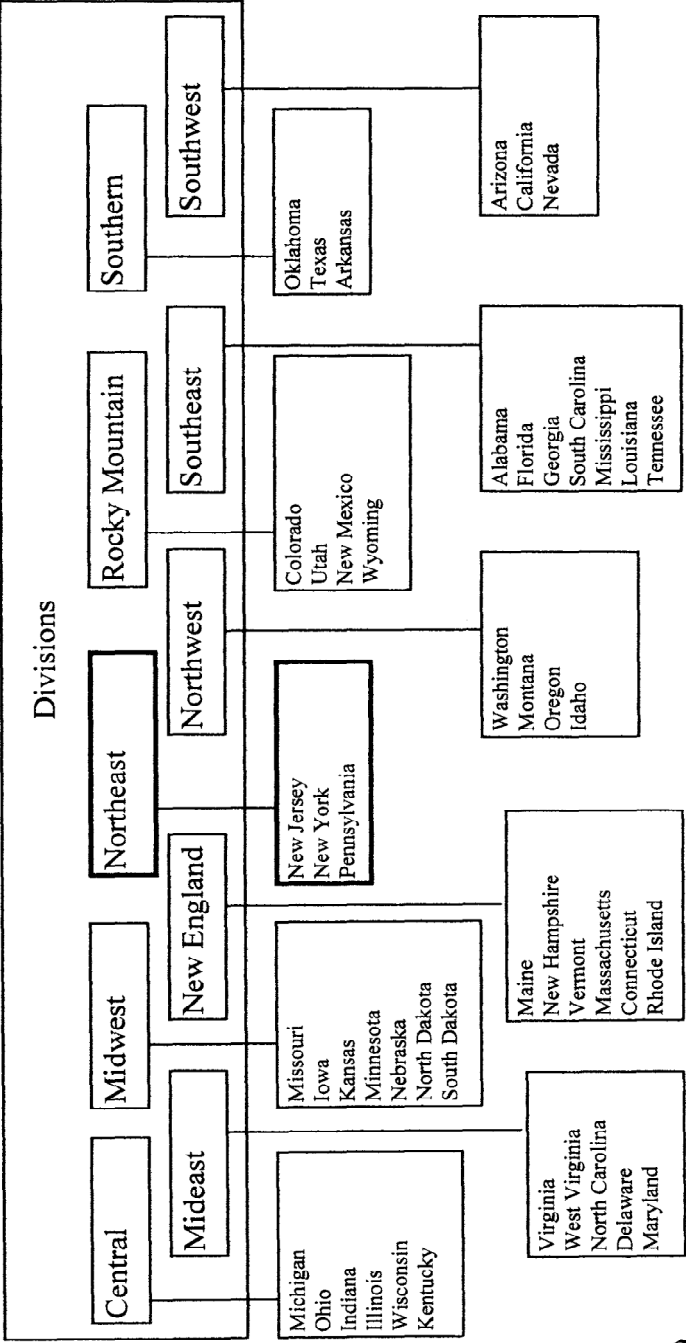 Divisions
Central
Midwest
Northeast
Rocky Mountain
Southern
Mideast
New England
Northwest
Southeast
Southwest
Michigan
Ohio
Indiana
Illinois
Wisconsin
Kentucky
Missouri
Iowa
Kansas
Minnesota
Nebraska
North Dakota
South Dakota
New Jersey
New York
Pennsylvania
Colorado
Utah
New Mexico
Wyoming
Oklahoma
Texas
Arkansas
Virginia
West Virginia
North Carolina
Delaware
Maryland
Maine
New Hampshire
Vermont
Massachusetts
Connecticut
Rhode Island
Washington
Montana
Oregon
Idaho
Alabama
Florida
Georgia
South Carolina
Mississippi
Louisiana
Tennessee
Arizona
California
Nevada